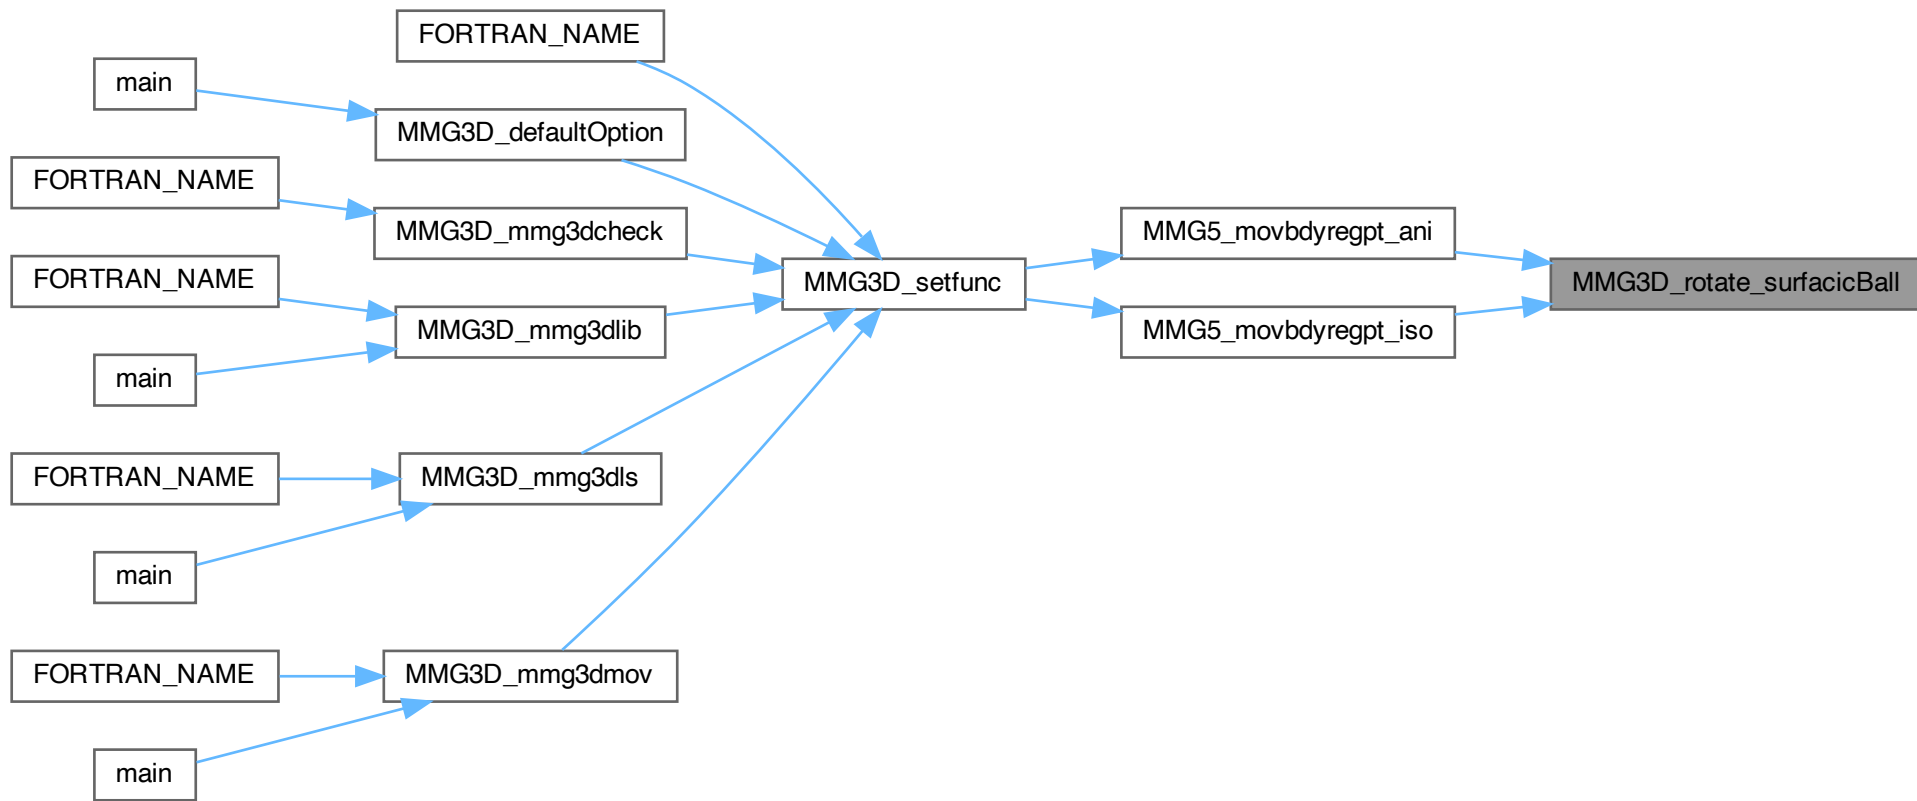 FORTRAN_NAME
main
MMG3D_defaultOption
FORTRAN_NAME
MMG3D_mmg3dcheck
MMG5_movbdyregpt_ani
FORTRAN_NAME
MMG3D_setfunc
MMG3D_rotate_surfacicBall
MMG3D_mmg3dlib
MMG5_movbdyregpt_iso
main
FORTRAN_NAME
MMG3D_mmg3dls
main
FORTRAN_NAME
MMG3D_mmg3dmov
main